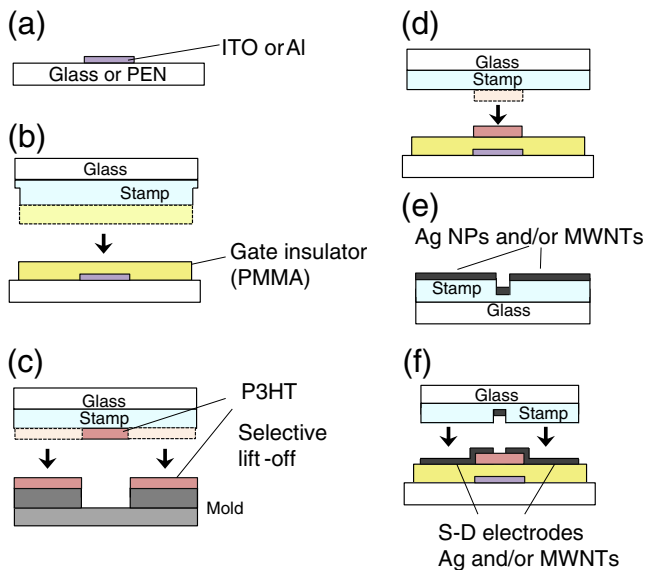 (a)
ITO or Al
Glass or PEN
(b)
Glass
Stamp
Gate insulator
(PMMA)
(c)
Glass
Stamp
P3HT
Selective
lift-off
Mold
(d)
Glass
Stamp
(e)
Ag NPs and/or MWNTs
Stamp
Glass
(f)
Glass
Stamp
S-D electrodes
Ag and/or MWNTs